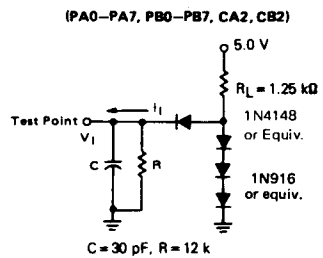 (PA0–PA7, PB0–PB7, CA2, CB2)
5.0 V
R_L = 1.25 kΩ
Test Point
I_I
1N4148
or Equiv.
V_I
C
R
1N916
or equiv.
C = 30 pF, R = 12 k